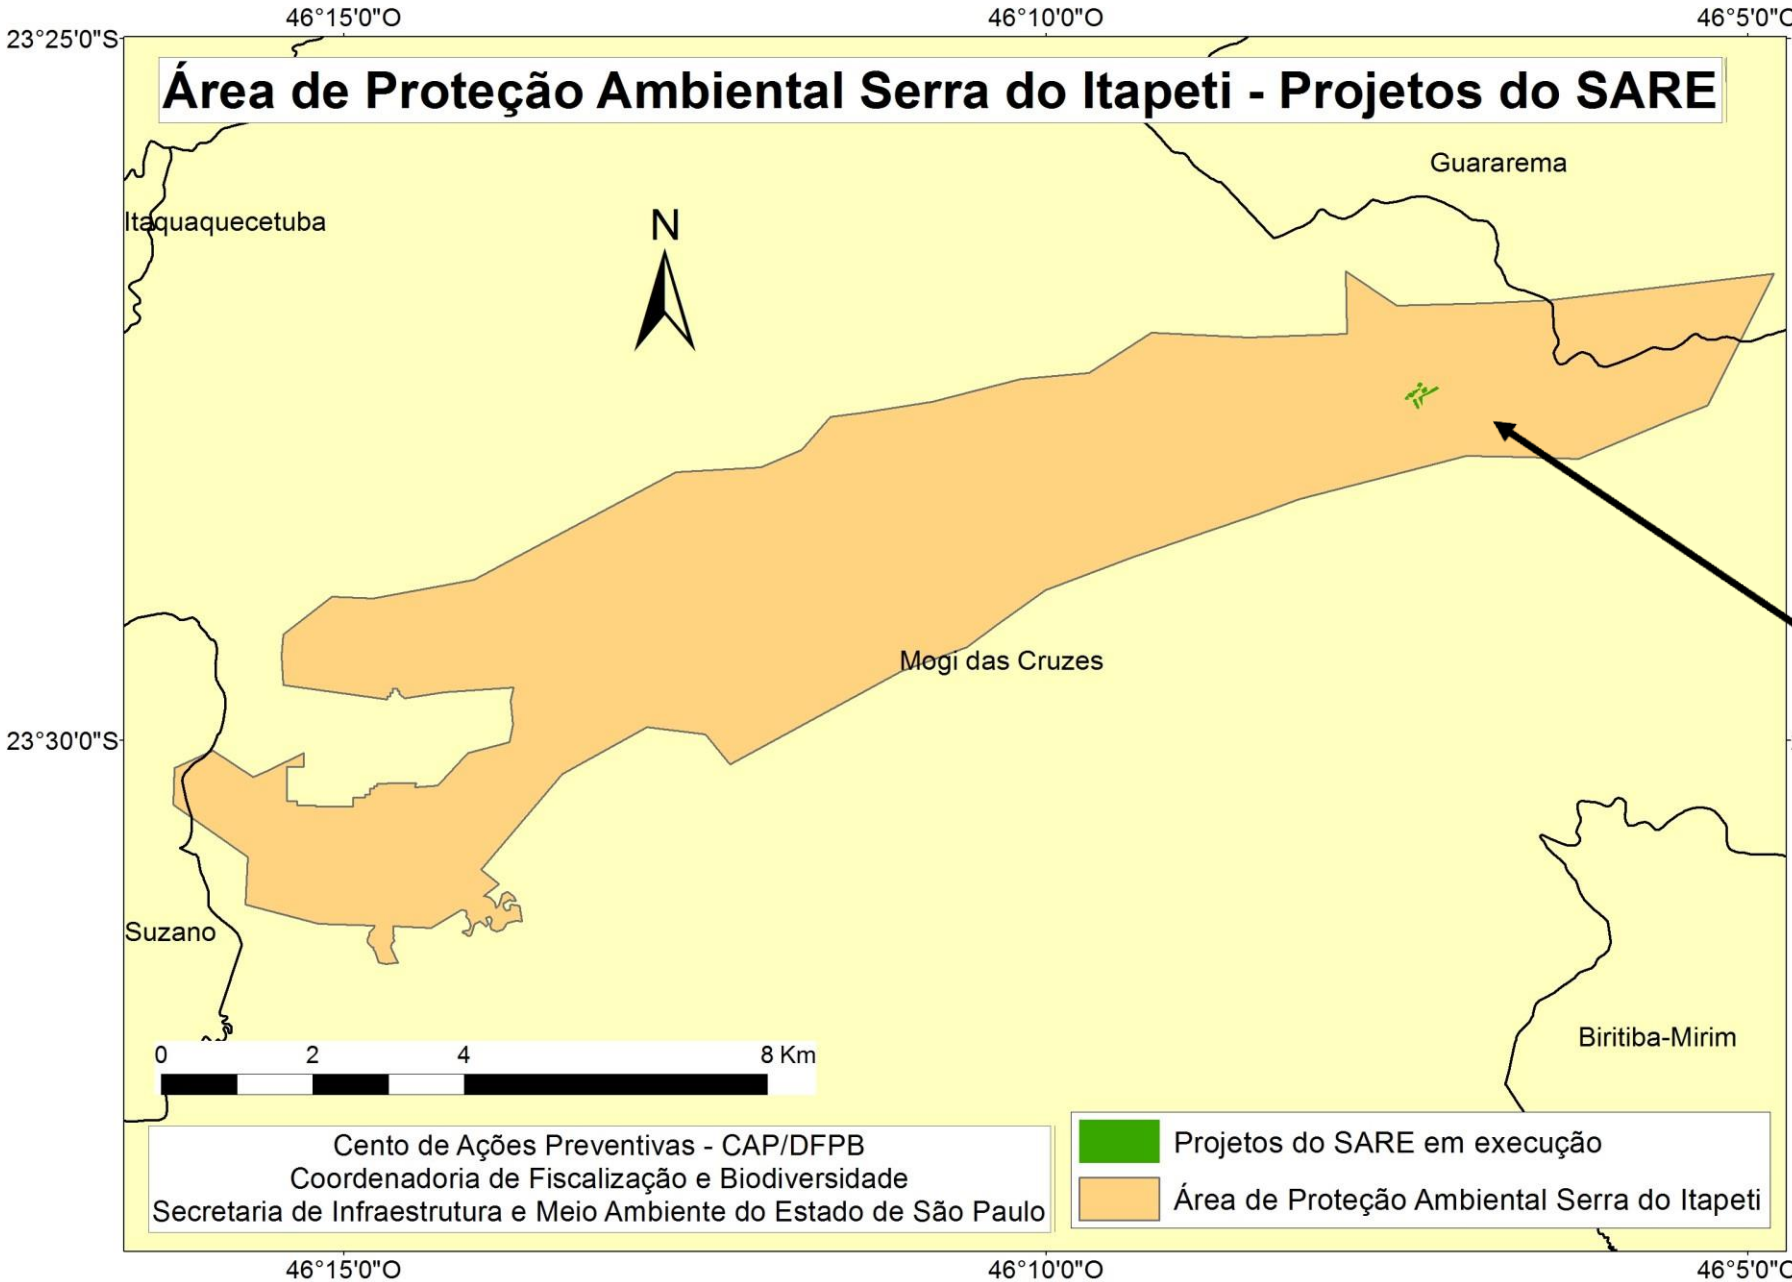 46°15'0"O
46°10'0"O
46°5'0"O
23°25'0"S
Área de Proteção Ambiental Serra do Itapeti - Projetos do SARE
Guararema
Itaquaquecetuba
N
Mogi das Cruzes
23°30'0"S
Suzano
Biritiba-Mirim
0 2 4 8 Km
Cento de Ações Preventivas - CAP/DFPB
Coordenadoria de Fiscalização e Biodiversidade
Secretaria de Infraestrutura e Meio Ambiente do Estado de São Paulo
Projetos do SARE em execução
Área de Proteção Ambiental Serra do Itapeti
46°15'0"O
46°10'0"O
46°5'0"O